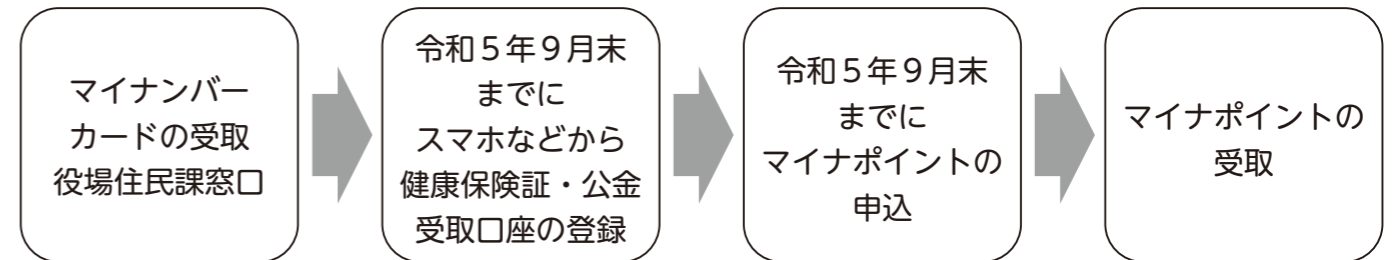 マイナンバー
カードの受取
役場住民課窓口
令和５年９月末
までに
スマホなどから
健康保険証・公金
受取口座の登録
令和５年９月末
までに
マイナポイントの
申込
マイナポイントの
受取